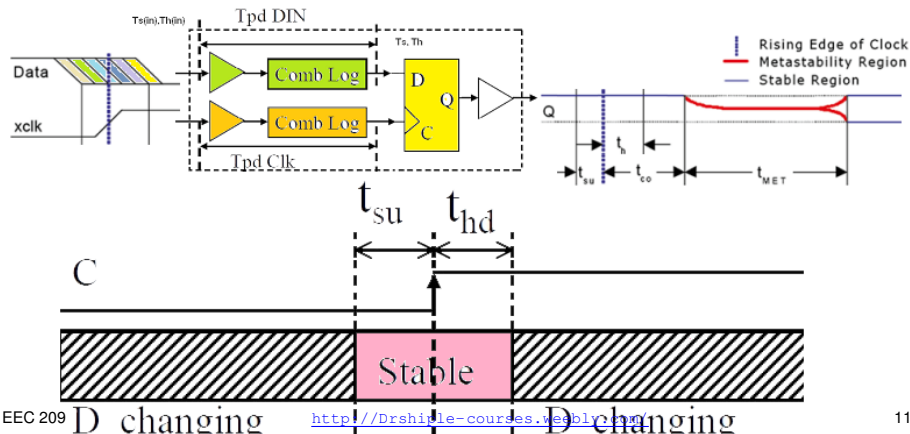 Ts(in),Th(in)
Tpd DIN
Ts, Th
Data
Comb Log
D
Q
xclk
Comb Log
C
Tpd Clk
Rising Edge of Clock
Metastability Region
Stable Region
Q
th
tsu
tco
tMET
tsu
thd
C
Stable
D changing
D changing
EEC 209
http://Drshiple-courses.weebly.com/
11